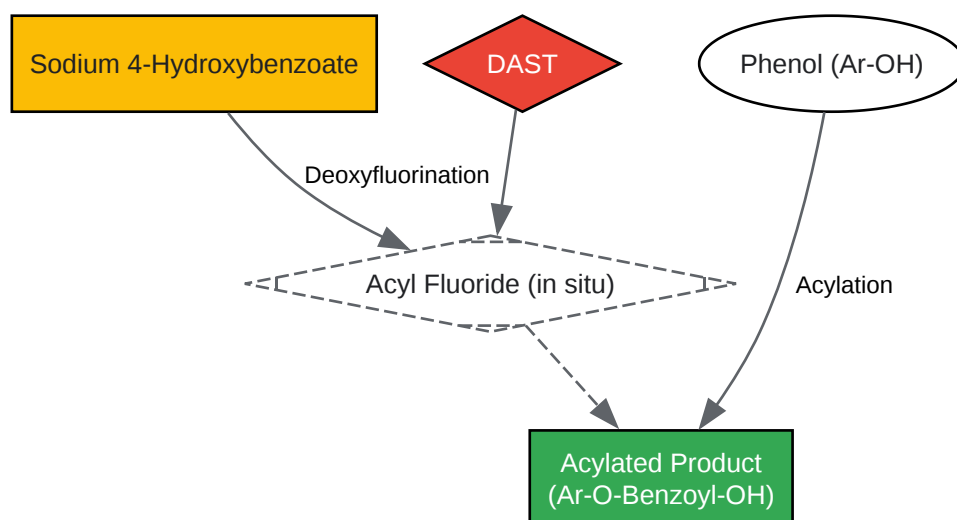 Sodium 4-Hydroxybenzoate
DAST
Phenol (Ar-OH)
Deoxyfluorination
Acyl Fluoride (in situ)
Acylation
Acylated Product
(Ar-O-Benzoyl-OH)